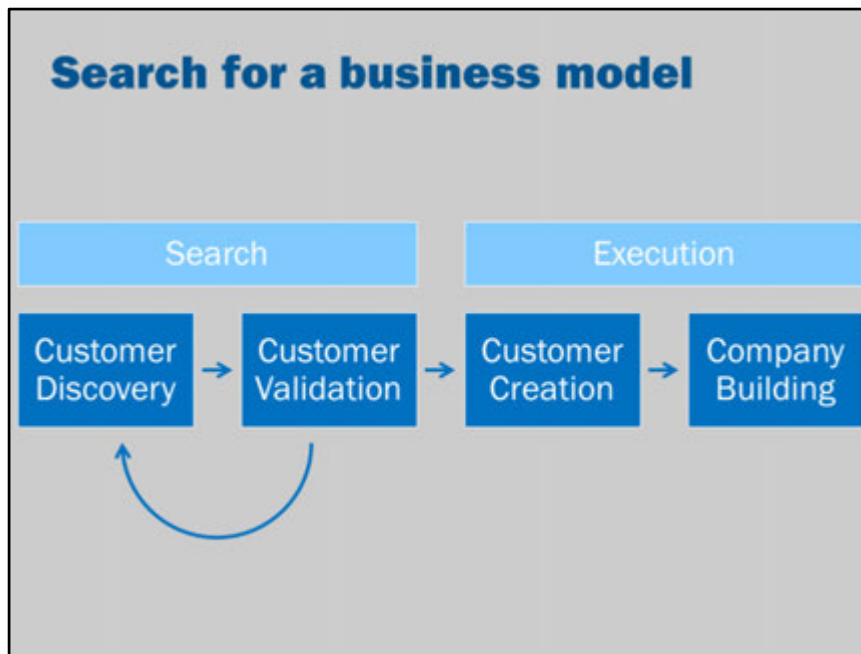 Search for a business model
Search
Execution
Customer
Discovery
Customer
Validation
Customer
Creation
Company
Building